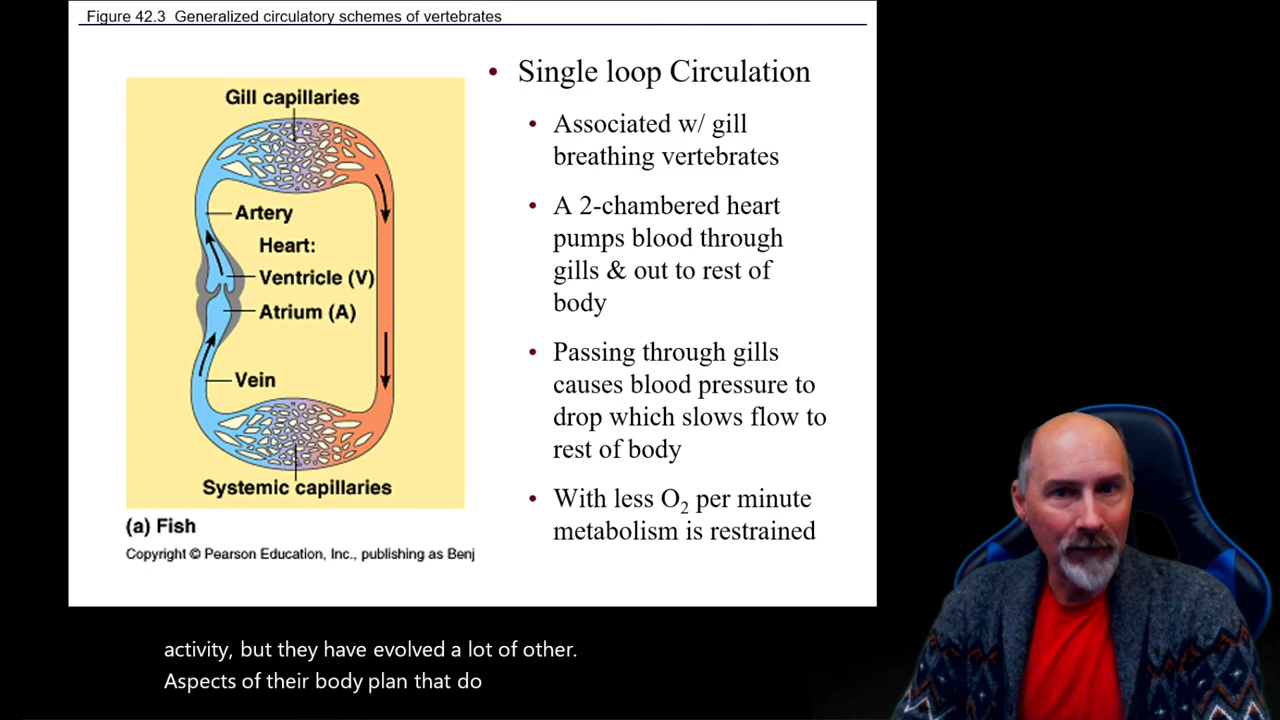 Figure 42.3 Generalized circulatory schemes of vertebrates
Gill capillaries
Artery
Heart:
Ventricle (V)
Atrium (A)
Vein
Systemic capillaries
(a) Fish
Copyright © Pearson Education, Inc., publishing as Benj
• Single loop Circulation
• Associated w/ gill
breathing vertebrates
• A 2-chambered heart
pumps blood through
gills & out to rest of
body
• Passing through gills
causes blood pressure to
drop which slows flow to
rest of body
• With less O₂ per minute
metabolism is restrained
activity, but they have evolved a lot of other.
Aspects of their body plan that do